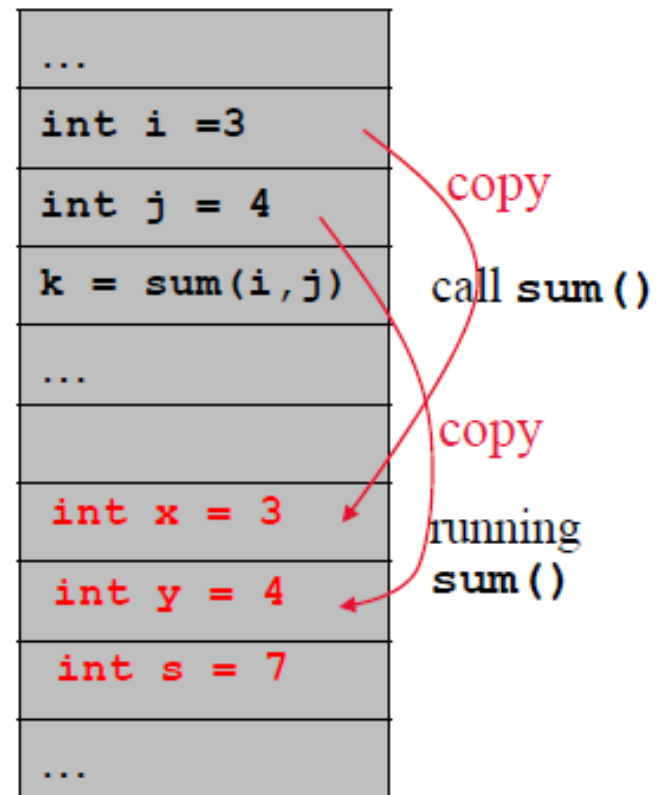 ...
int i =3
int j = 4
copy
k = sum(i,j)
call sum()
...
copy
int x = 3
running
sum()
int y = 4
int s = 7
...